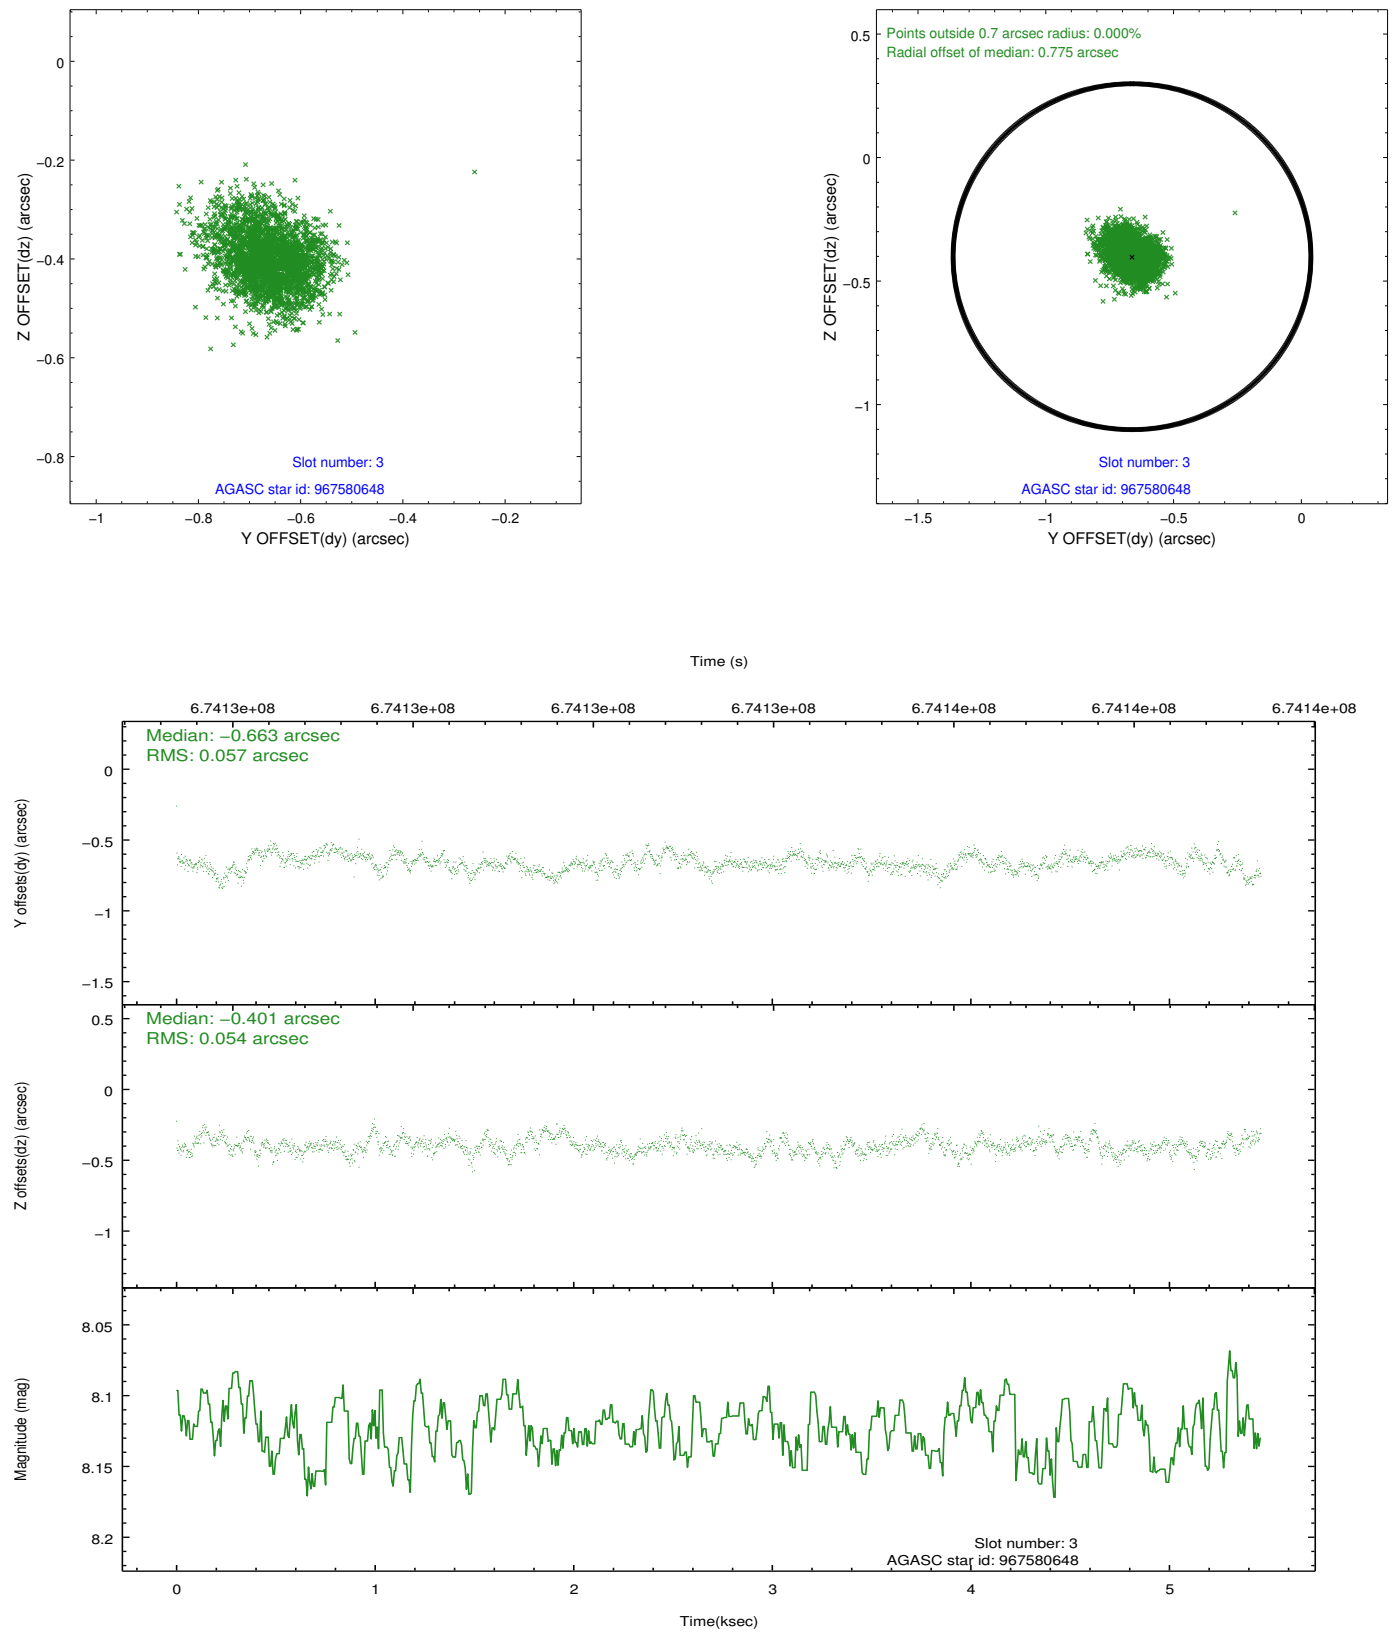 0
−0.2
−0.4
−0.6
−0.8
Z OFFSET(dz) (arcsec)
Slot number: 3
AGASC star id: 967580648
−1 −0.8 −0.6 −0.4 −0.2
Y OFFSET(dy) (arcsec)
Points outside 0.7 arcsec radius: 0.000%
Radial offset of median: 0.775 arcsec
0.5
0
−0.5
−1
Z OFFSET(dz) (arcsec)
Slot number: 3
AGASC star id: 967580648
−1.5 −1 −0.5 0
Y OFFSET(dy) (arcsec)
Time (s)
6.7413e+08 6.7413e+08 6.7413e+08 6.7413e+08 6.7414e+08 6.7414e+08 6.7414e+08
Median: −0.663 arcsec
RMS: 0.057 arcsec
0
−0.5
−1
−1.5
Y offsets(dy) (arcsec)
Median: −0.401 arcsec
RMS: 0.054 arcsec
0.5
0
−0.5
−1
Z offsets(dz) (arcsec)
8.05
8.1
8.15
8.2
Magnitude (mag)
Slot number: 3
AGASC star id: 967580648
0 1 2 3 4 5
Time(ksec)